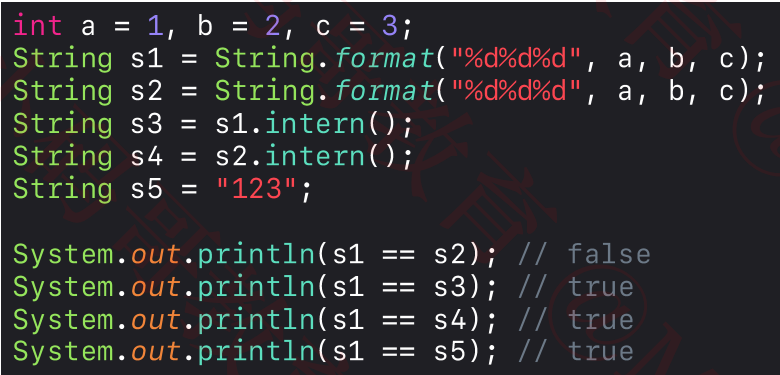 int a = 1, b = 2, c = 3;
String s1 = String.format("%d%d%d", a, b, c);
String s2 = String.format("%d%d%d", a, b, c);
String s3 = s1.intern();
String s4 = s2.intern();
String s5 = "123";
System.out.println(s1 == s2); // false
System.out.println(s1 == s3); // true
System.out.println(s1 == s4); // true
System.out.println(s1 == s5); // true